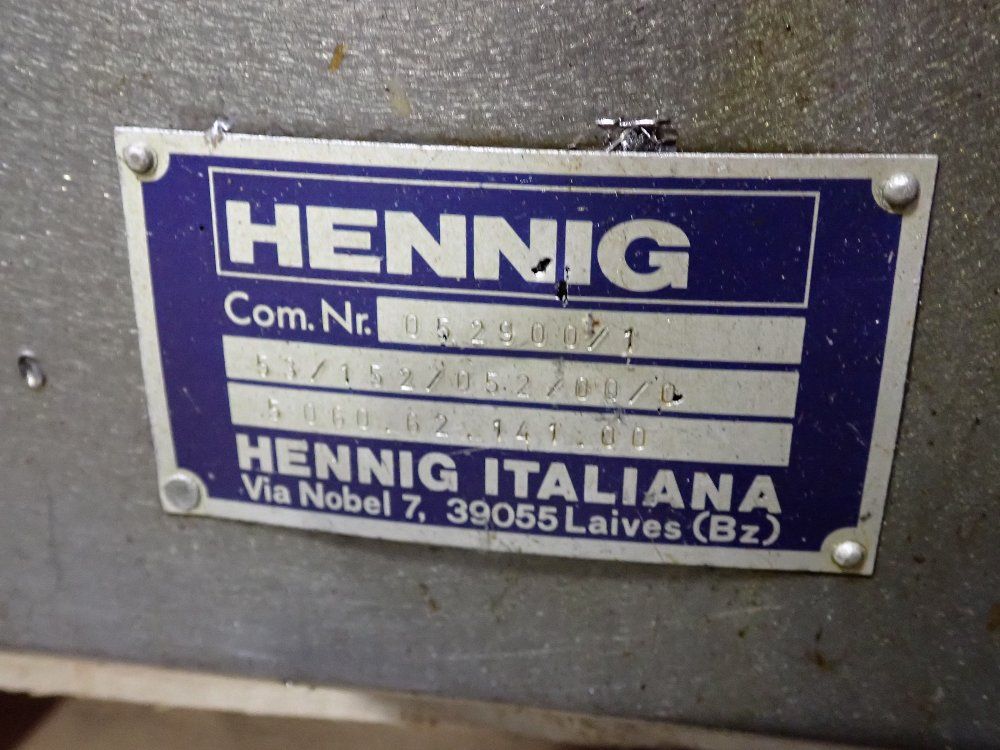 HENNIG
Com. Nr. 052900/1
53/152/052/00/0
5060.62.141.00
HENNIG ITALIANA
Via Nobel 7, 39055 Laives (Bz)